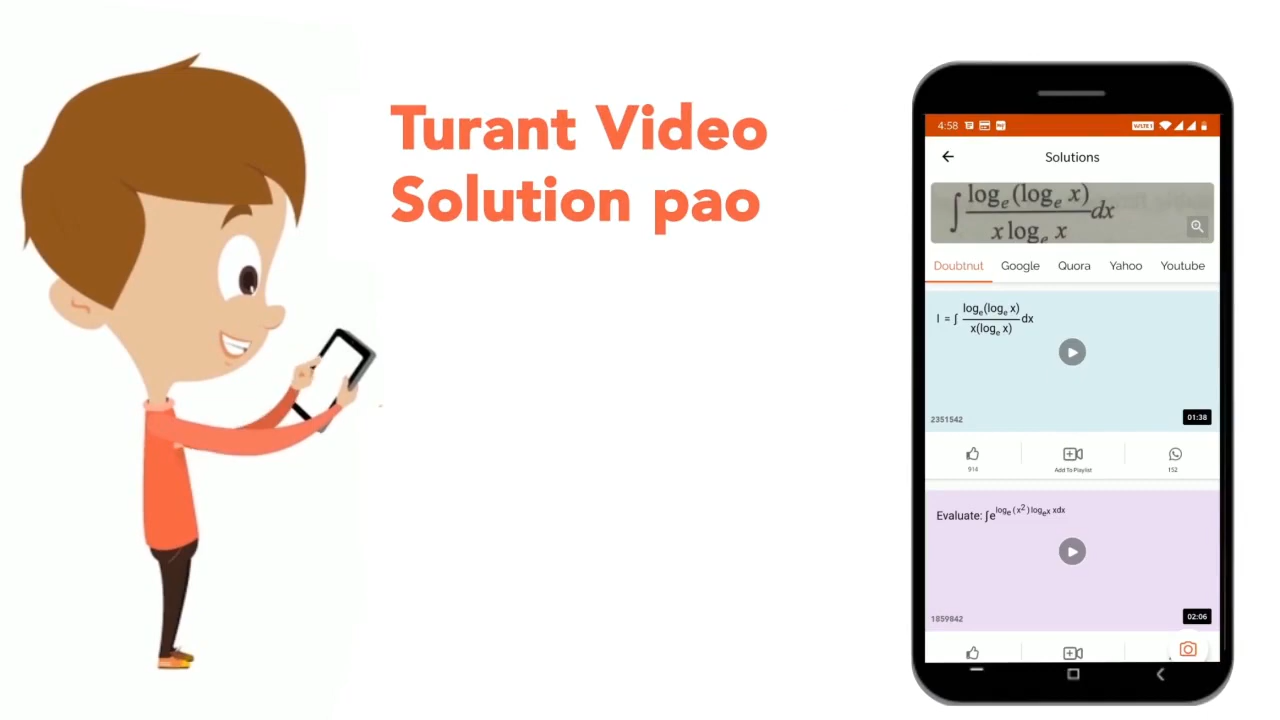 Turant Video
Solution pao
4:58
VoLTE1
Solutions
∫ logₑ(logₑ x) / x logₑ x dx
Doubtnut Google Quora Yahoo Youtube
I = ∫ logₑ(logₑ x) / x(logₑ x) dx
2351542 01:38
914 Add To Playlist 152
Evaluate: ∫e^logₑ(x²)logₑx xdx
1859842 02:06